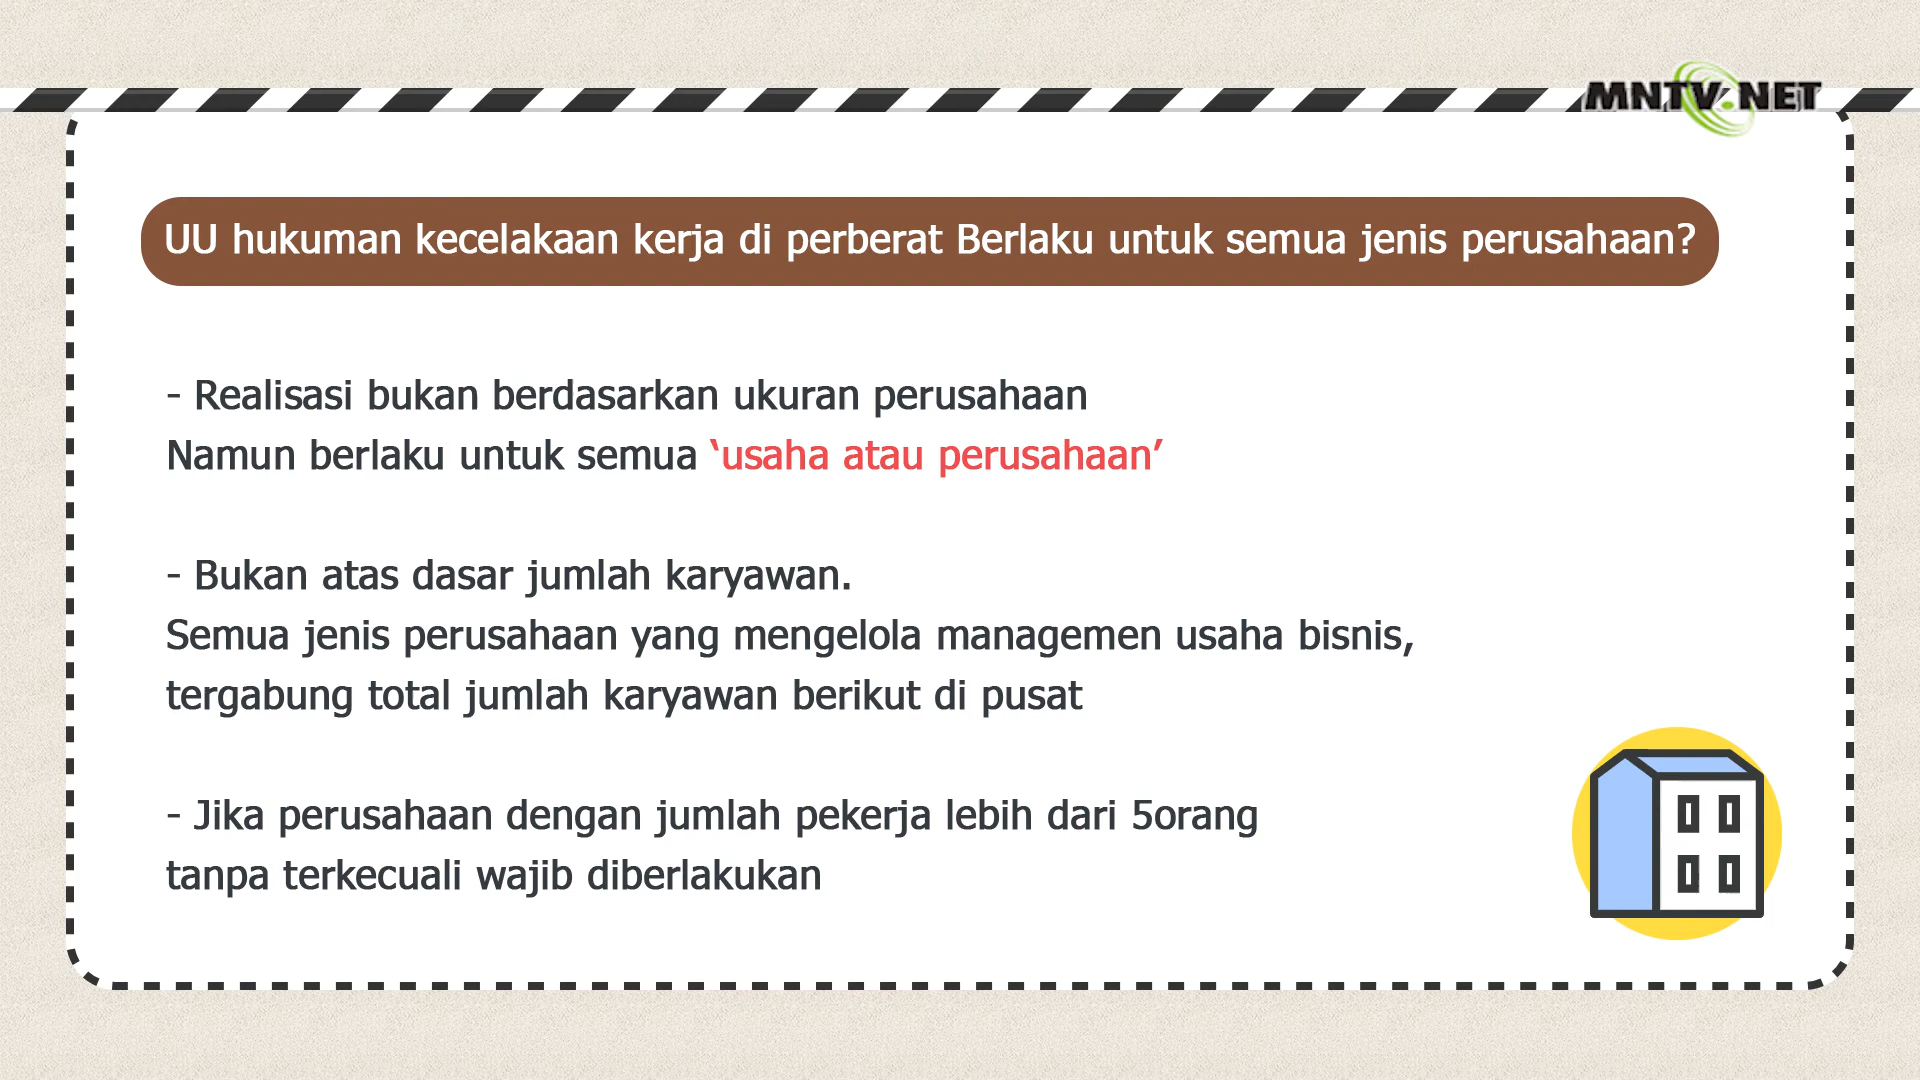 MNTV.NET
UU hukuman kecelakaan kerja di perberat Berlaku untuk semua jenis perusahaan?
- Realisasi bukan berdasarkan ukuran perusahaan
Namun berlaku untuk semua ‘usaha atau perusahaan’
- Bukan atas dasar jumlah karyawan.
Semua jenis perusahaan yang mengelola managemen usaha bisnis,
tergabung total jumlah karyawan berikut di pusat
- Jika perusahaan dengan jumlah pekerja lebih dari 5orang
tanpa terkecuali wajib diberlakukan